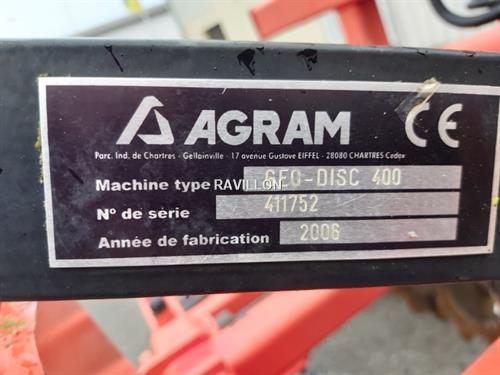 AGRAM CE
Parc. Ind. de Chartres - Gellainville - 17 avenue Gustave EIFFEL - 28080 CHARTRES Cedex
Machine type GEO-DISC 400
RAVILLON
N° de série 411752
Année de fabrication 2006